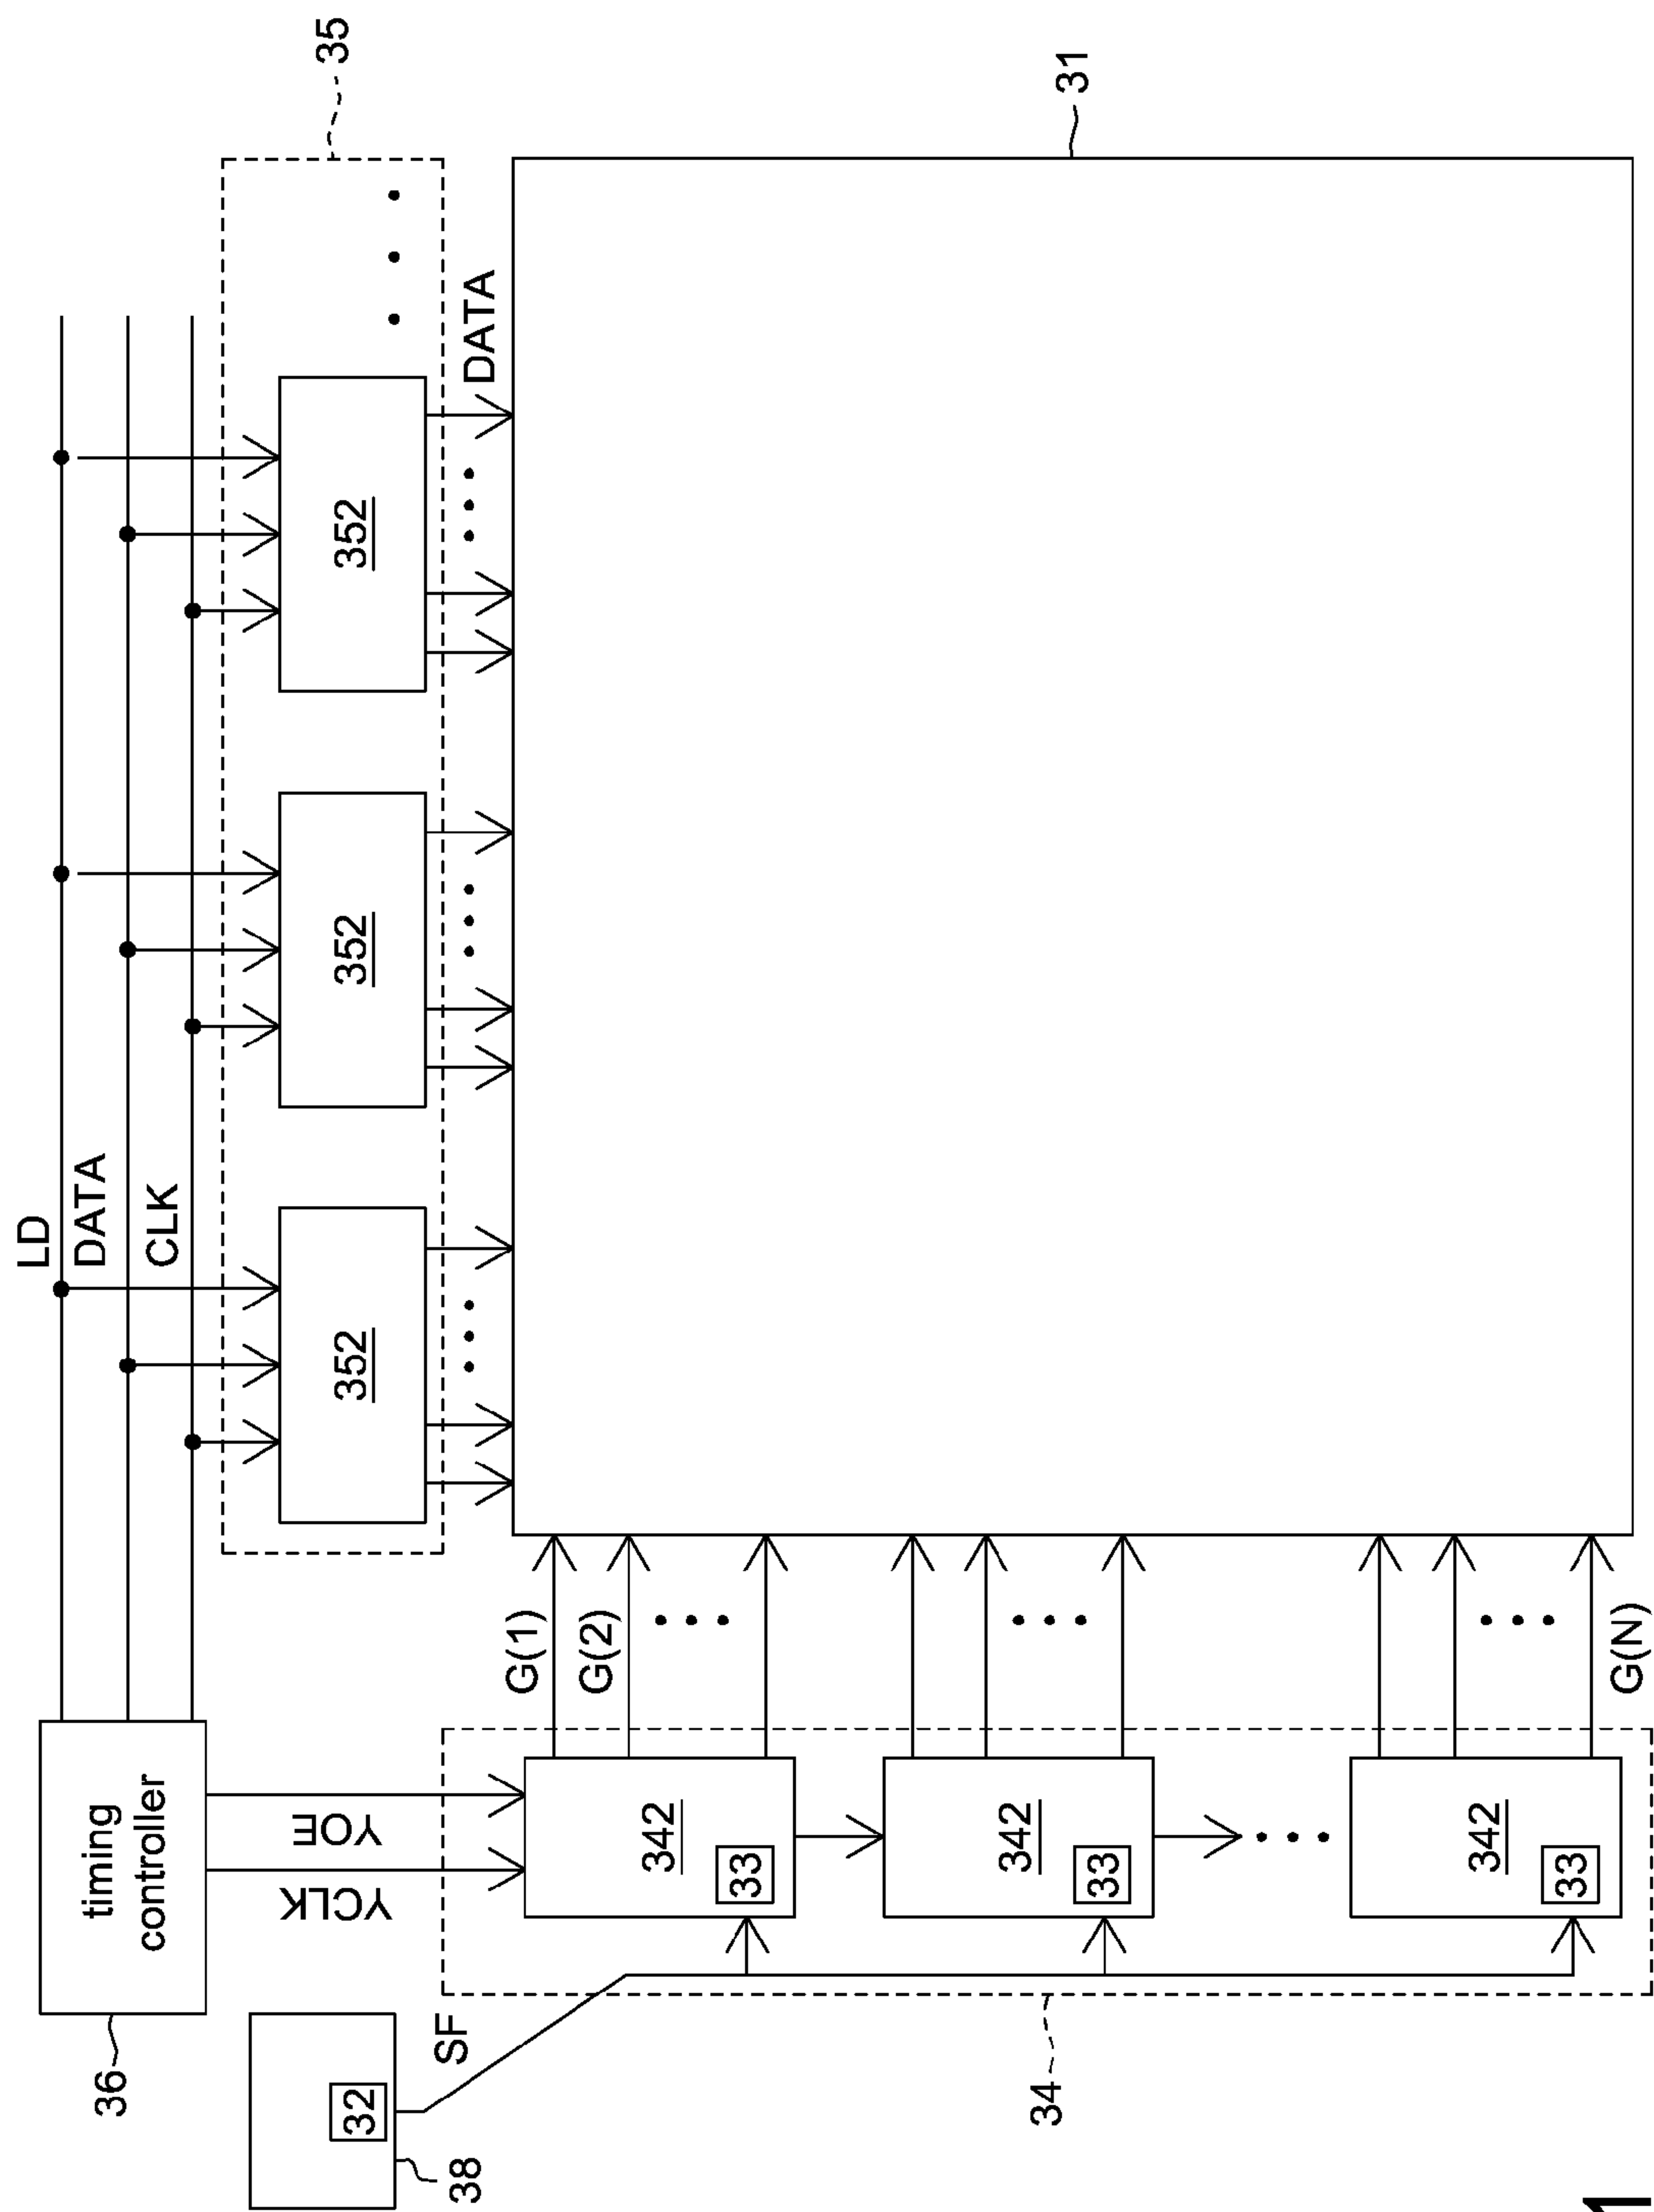 LD
DATA
CLK
timing
controller
36
35
352
352
352
32
38
YCLK
YOE
SF
DATA
G(1)
G(2)
342
33
342
33
342
33
34
31
G(N)
1